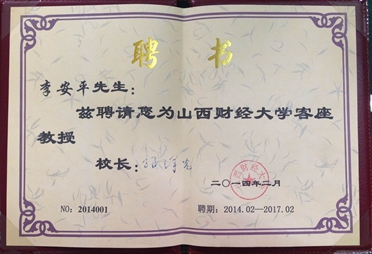 聘 书
李安平先生：
兹聘请您为山西财经大学客座
教授
校长：
二〇一四年二月
NO: 2014001
聘期：2014.02—2017.02